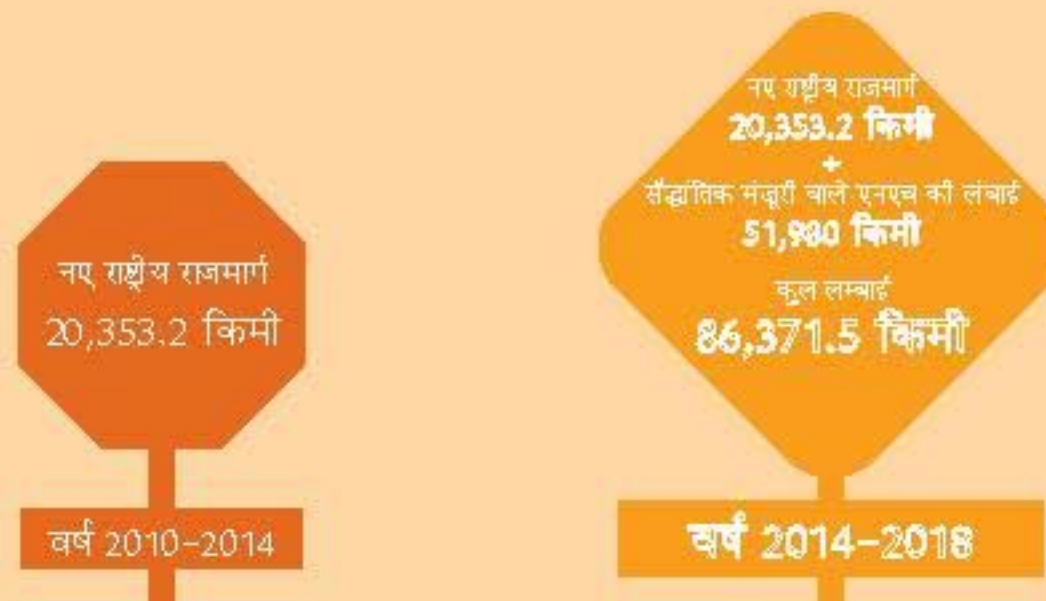 नए राष्ट्रीय राजमार्ग
20,353.2 किमी
वर्ष 2010-2014
नए राष्ट्रीय राजमार्ग
20,353.2 किमी
+
सैद्धांतिक मंजूरी वाले एनएच की लंबाई
51,980 किमी
कुल लम्बाई
86,371.5 किमी
वर्ष 2014-2018